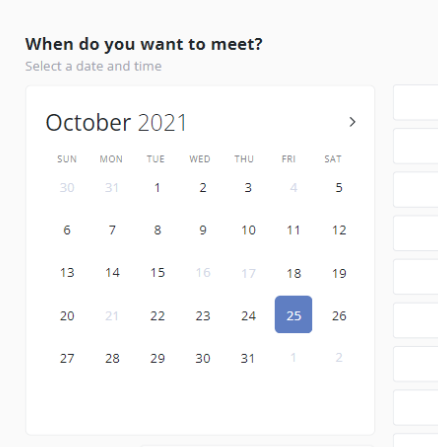 When do you want to meet?
Select a date and time
October 2021
SUN MON TUE WED THU FRI SAT
30 31 1 2 3 4 5
6 7 8 9 10 11 12
13 14 15 16 17 18 19
20 21 22 23 24 25 26
27 28 29 30 31 1 2